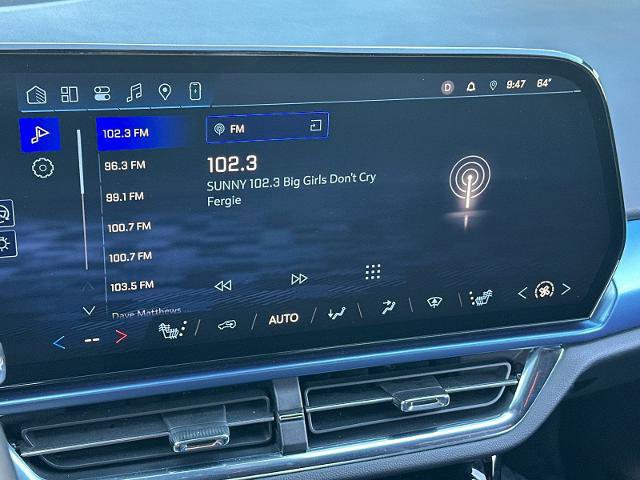 D 9:47 64°
102.3 FM
96.3 FM
99.1 FM
100.7 FM
100.7 FM
103.5 FM
Dave Matthews
FM
102.3
SUNNY 102.3 Big Girls Don't Cry
Fergie
-- AUTO